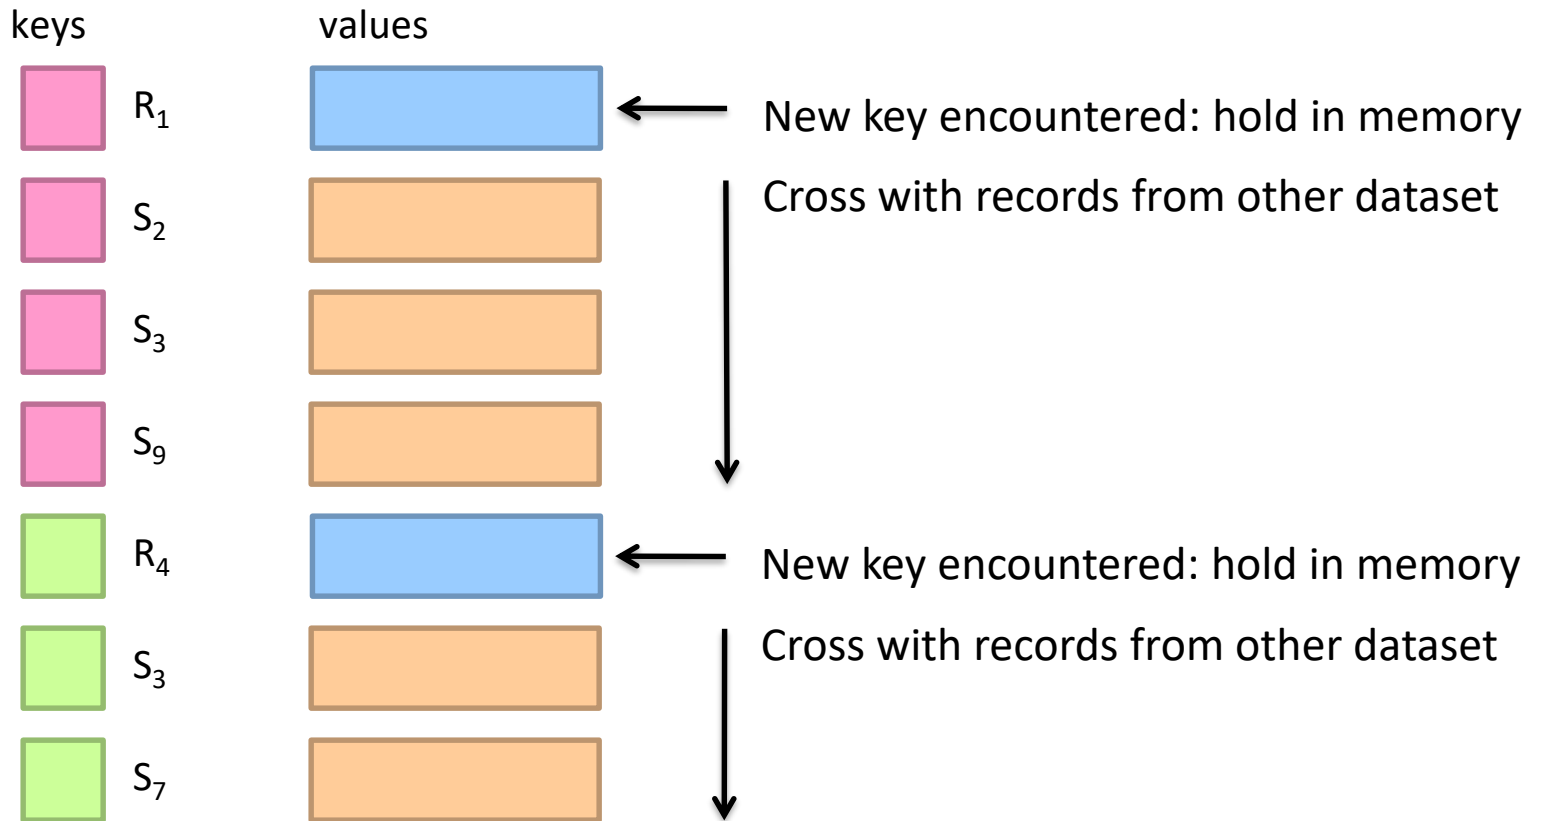 keys values
R₁ New key encountered: hold in memory
S₂ Cross with records from other dataset
S₃
S₉
R₄ New key encountered: hold in memory
S₃ Cross with records from other dataset
S₇